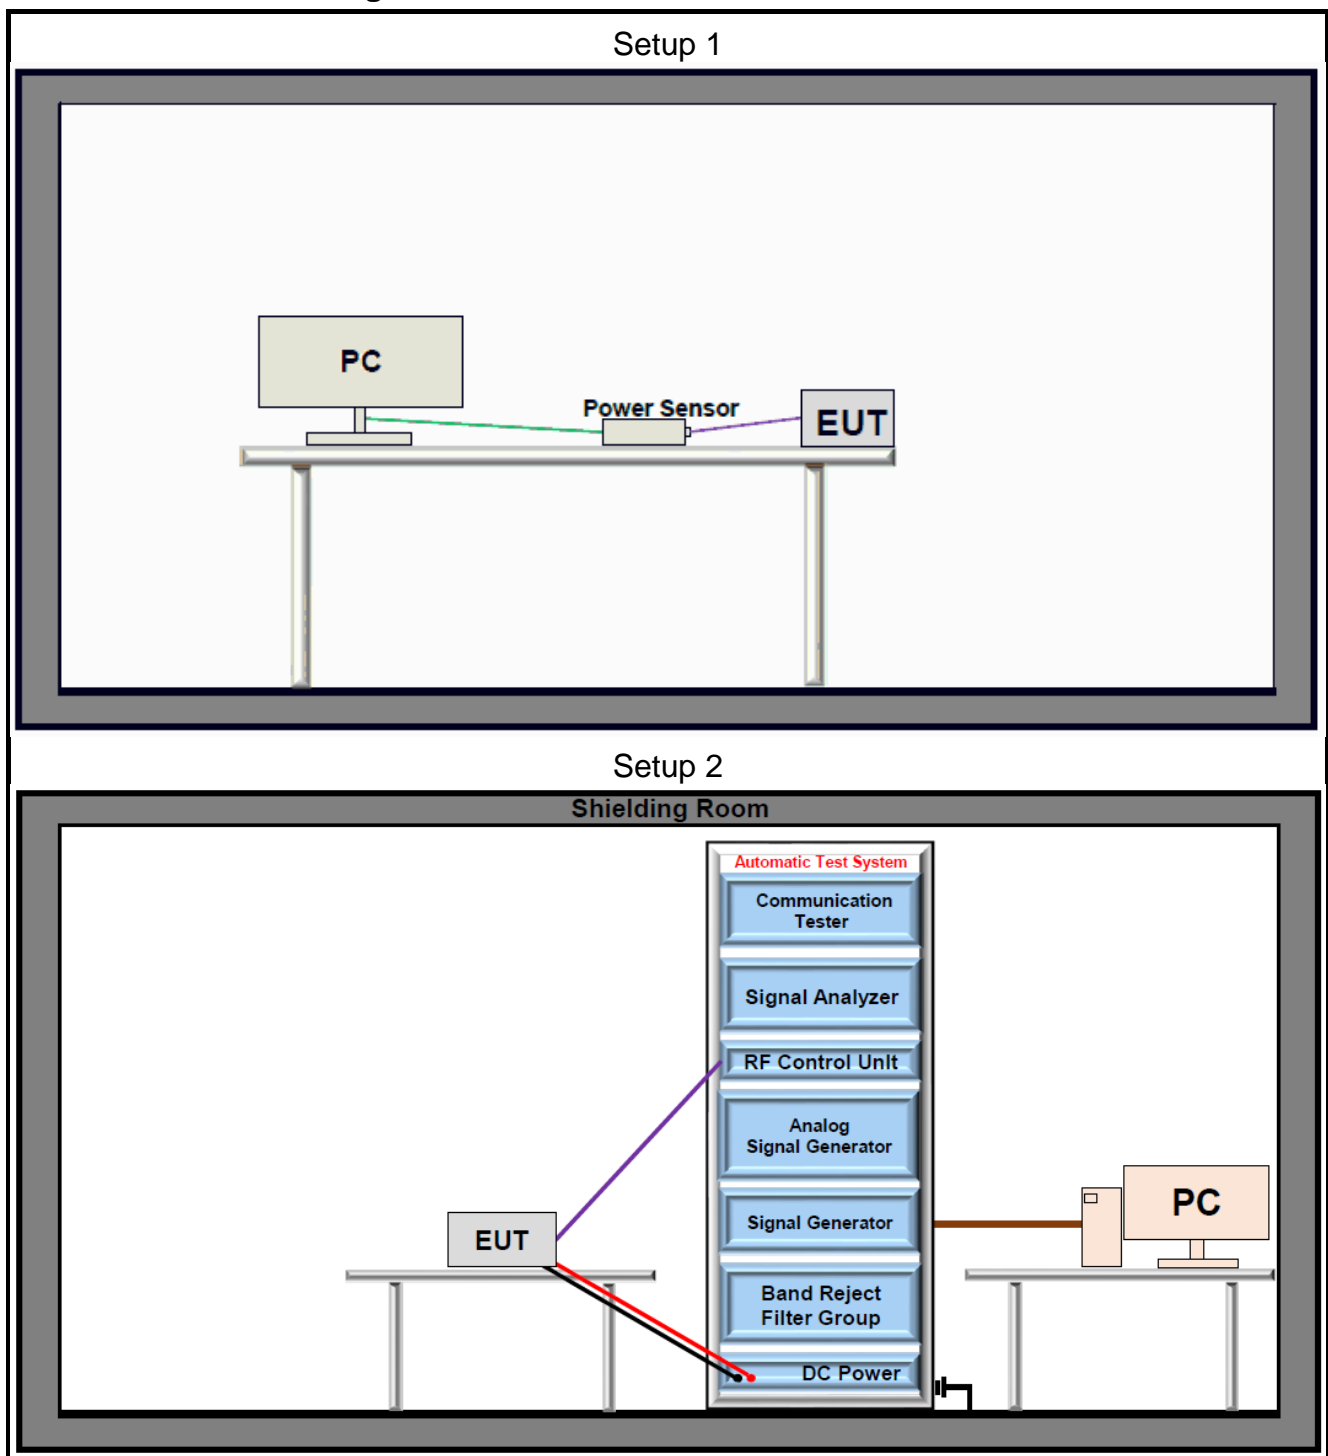 Setup 1
PC
Power Sensor
EUT
Setup 2
Shielding Room
Automatic Test System
Communication
Tester
Signal Analyzer
RF Control UnIt
Analog
Signal Generator
Signal Generator
Band Reject
Filter Group
DC Power
EUT
PC